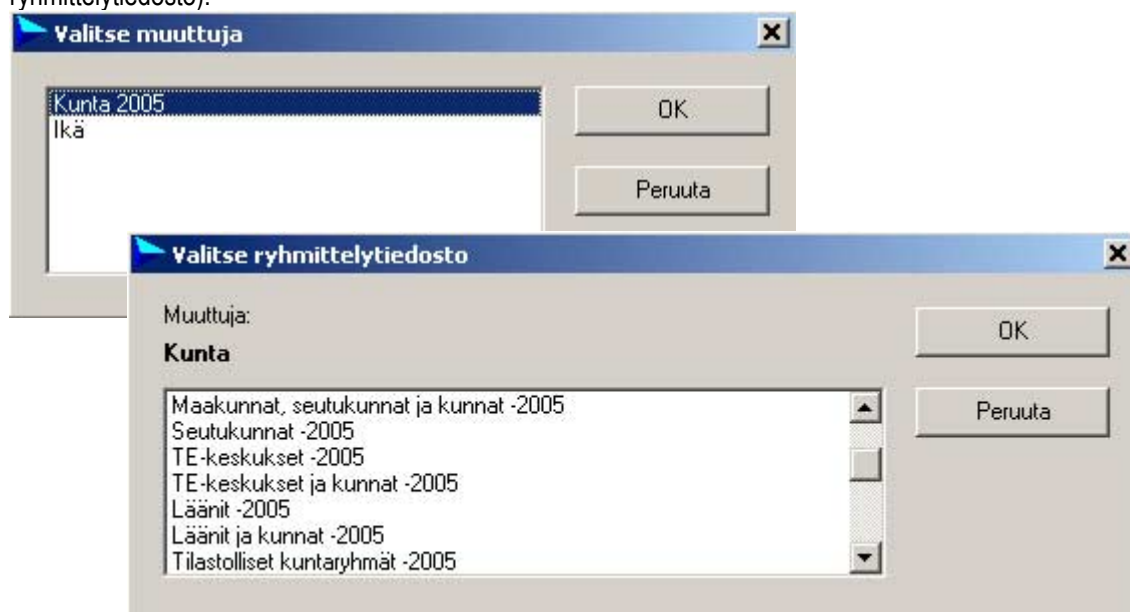 ryhmittelytiedosto).
Valitse muuttuja
Kunta 2005
Ikä
OK
Peruuta
Valitse ryhmittelytiedosto
Muuttuja:
Kunta
Maakunnat, seutukunnat ja kunnat -2005
Seutukunnat -2005
TE-keskukset -2005
TE-keskukset ja kunnat -2005
Läänit -2005
Läänit ja kunnat -2005
Tilastolliset kuntaryhmät -2005
OK
Peruuta